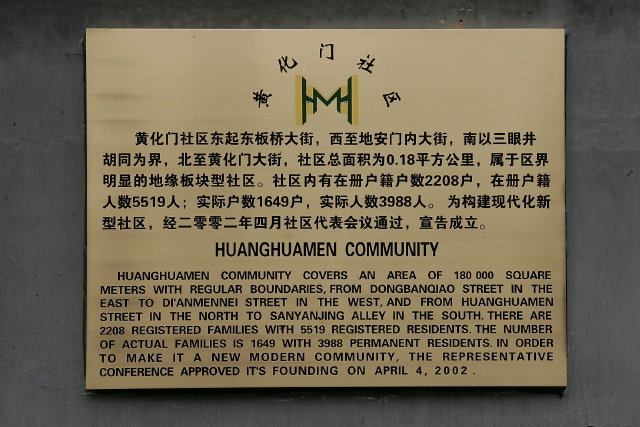 黄化门社区
黄化门社区东起东板桥大街，西至地安门内大街，南以三眼井
胡同为界，北至黄化门大街，社区总面积为0.18平方公里，属于区界
明显的地缘板块型社区。社区内有在册户籍户数2208户，在册户籍
人数5519人；实际户数1649户，实际人数3988人。为构建现代化新
型社区，经二零零二年四月社区代表会议通过，宣告成立。
HUANGHUAMEN COMMUNITY
HUANGHUAMEN COMMUNITY COVERS AN AREA OF 180 000 SQUARE
METERS WITH REGULAR BOUNDARIES, FROM DONGBANQIAO STREET IN THE
EAST TO DI'ANMENNEI STREET IN THE WEST, AND FROM HUANGHUAMEN
STREET IN THE NORTH TO SANYANJING ALLEY IN THE SOUTH. THERE ARE
2208 REGISTERED FAMILIES WITH 5519 REGISTERED RESIDENTS. THE NUMBER
OF ACTUAL FAMILIES IS 1649 WITH 3988 PERMANENT RESIDENTS. IN ORDER
TO MAKE IT A NEW MODERN COMMUNITY, THE REPRESENTATIVE
CONFERENCE APPROVED IT'S FOUNDING ON APRIL 4, 2002.